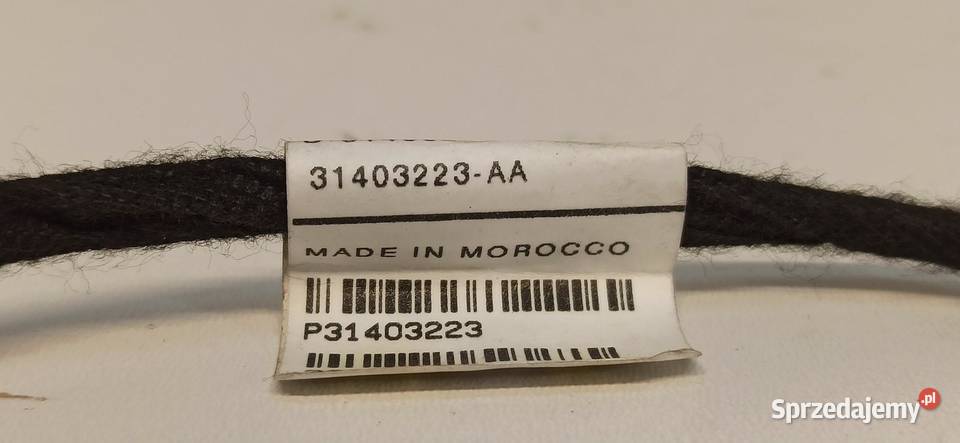 31403223-AA
MADE IN MOROCCO
P31403223
Sprzedajemy.pl